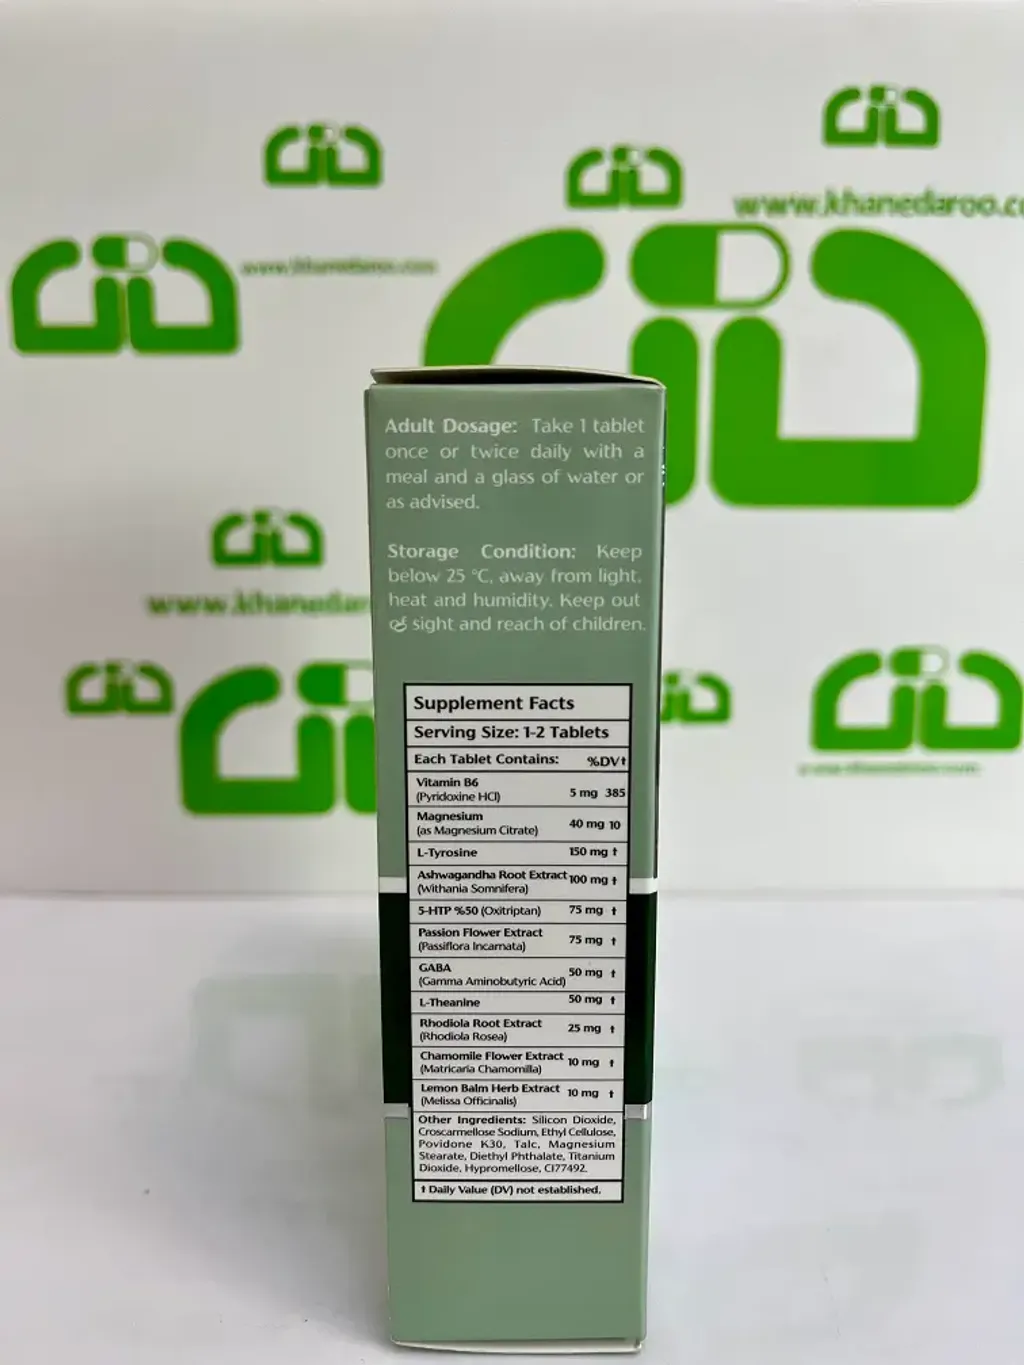 www.khanedaroo.co
www.khanedaroo.com
www.khanedaro
Adult Dosage: Take 1 tablet
once or twice daily with a
meal and a glass of water or
as advised.
Storage Condition: Keep
below 25 °C, away from light,
heat and humidity. Keep out
of sight and reach of children.
Supplement Facts
Serving Size: 1-2 Tablets
Each Tablet Contains: %DV†
Vitamin B6
(Pyridoxine HCl) 5 mg 385
Magnesium
(as Magnesium Citrate) 40 mg 10
L-Tyrosine 150 mg †
Ashwagandha Root Extract 100 mg †
(Withania Somnifera)
5-HTP %50 (Oxitriptan) 75 mg †
Passion Flower Extract 75 mg †
(Passiflora Incarnata)
GABA 50 mg †
(Gamma Aminobutyric Acid)
L-Theanine 50 mg †
Rhodiola Root Extract 25 mg †
(Rhodiola Rosea)
Chamomile Flower Extract 10 mg †
(Matricaria Chamomilla)
Lemon Balm Herb Extract 10 mg †
(Melissa Officinalis)
Other Ingredients: Silicon Dioxide,
Croscarmellose Sodium, Ethyl Cellulose,
Povidone K30, Talc, Magnesium
Stearate, Diethyl Phthalate, Titanium
Dioxide, Hypromellose, CI77492.
† Daily Value (DV) not established.